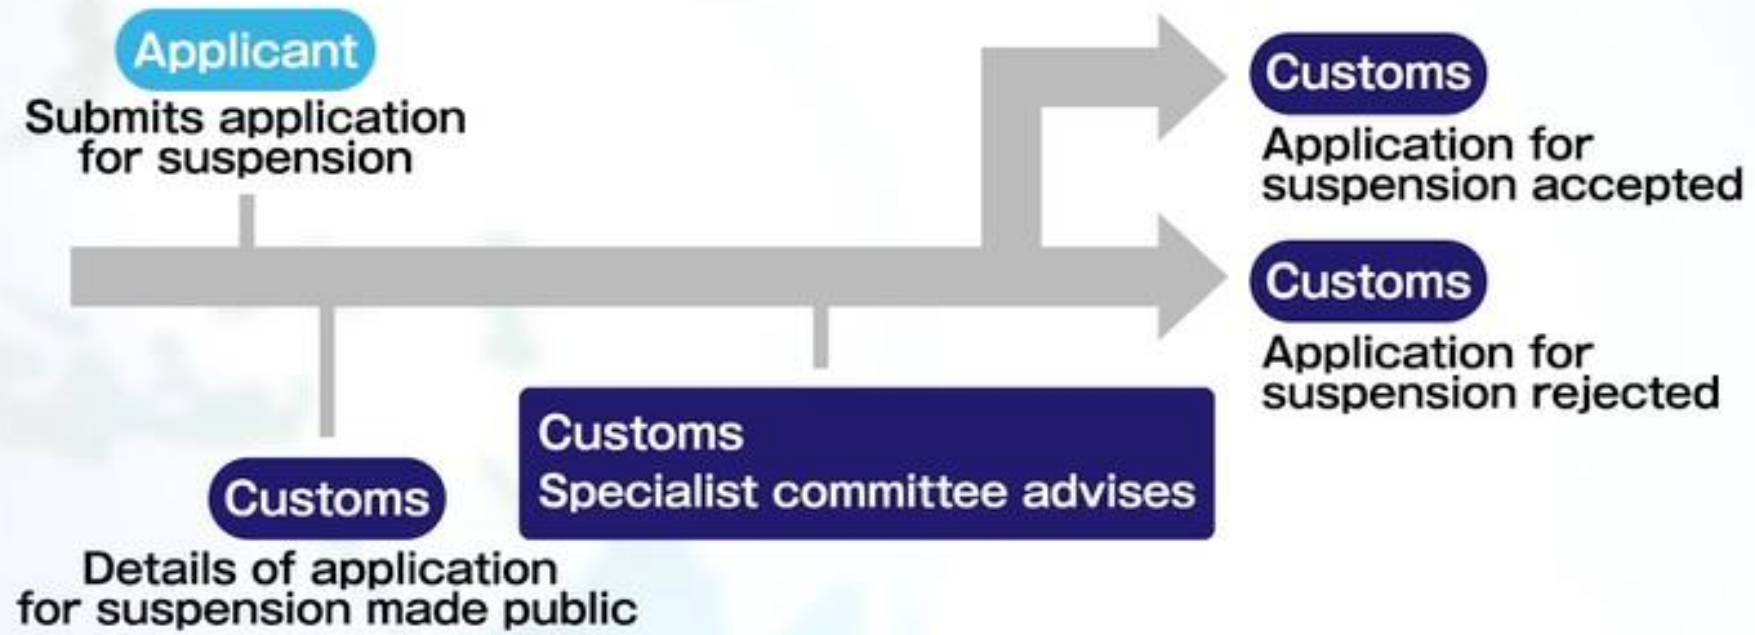 Applicant
Submits application
for suspension
Customs
Details of application
for suspension made public
Customs
Specialist committee advises
Customs
Application for
suspension accepted
Customs
Application for
suspension rejected